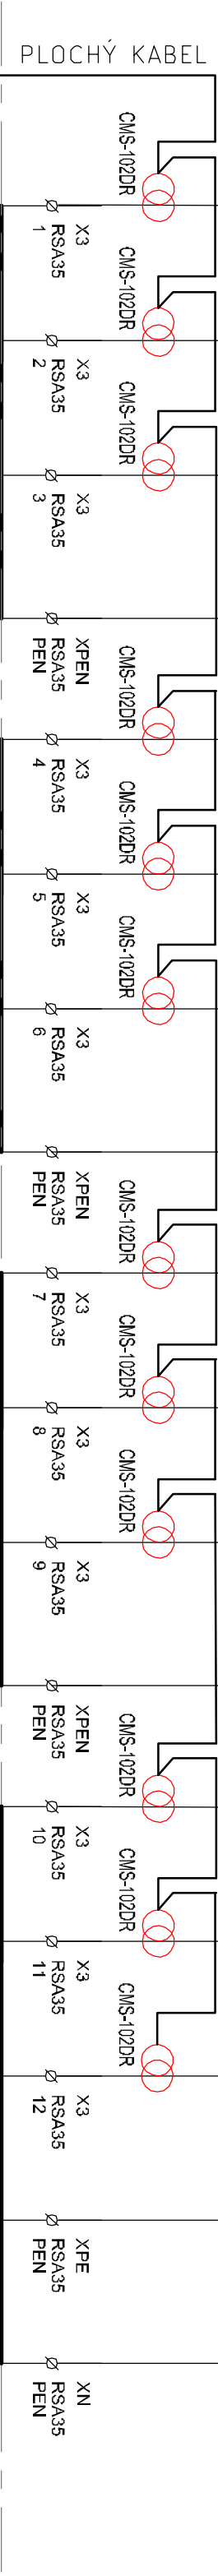 PLOCHÝ KABEL
CMS-102DR
X3
RSA35
1
CMS-102DR
X3
RSA35
2
CMS-102DR
X3
RSA35
3
XPEN
RSA35
PEN
CMS-102DR
X3
RSA35
4
CMS-102DR
X3
RSA35
5
CMS-102DR
X3
RSA35
6
XPEN
RSA35
PEN
CMS-102DR
X3
RSA35
7
CMS-102DR
X3
RSA35
8
CMS-102DR
X3
RSA35
9
XPEN
RSA35
PEN
CMS-102DR
X3
RSA35
10
CMS-102DR
X3
RSA35
11
CMS-102DR
X3
RSA35
12
XPE
RSA35
PEN
XN
RSA35
PEN